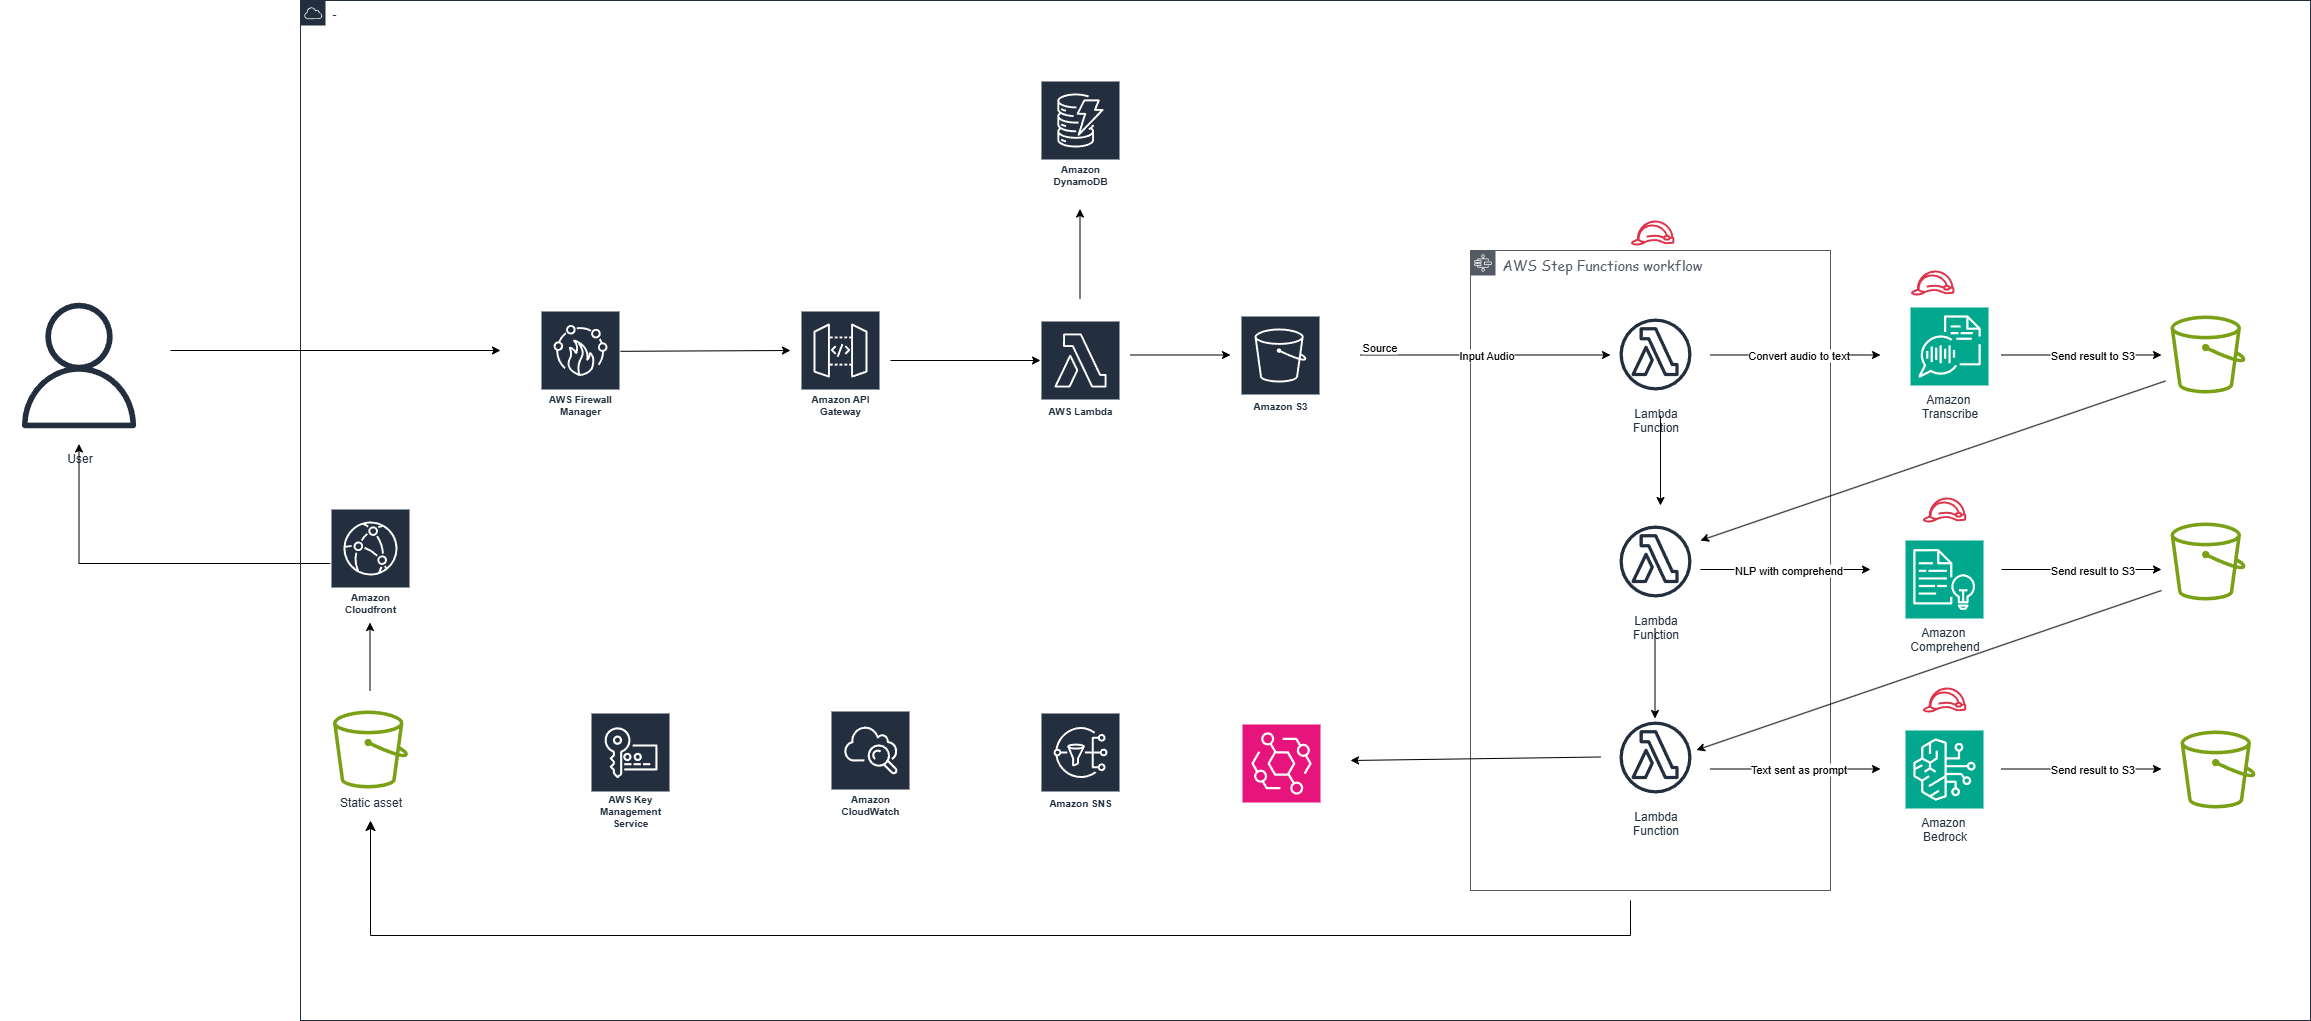 -
Amazon
DynamoDB
AWS Step Functions workflow
Source
Input Audio
Convert audio to text
Send result to S3
AWS Firewall
Manager
Amazon API
Gateway
AWS Lambda
Amazon S3
Lambda
Function
Amazon
Transcribe
User
Amazon
Cloudfront
NLP with comprehend
Send result to S3
Lambda
Function
Amazon
Comprehend
Text sent as prompt
Send result to S3
Static asset
AWS Key
Management
Service
Amazon
CloudWatch
Amazon SNS
Lambda
Function
Amazon
Bedrock